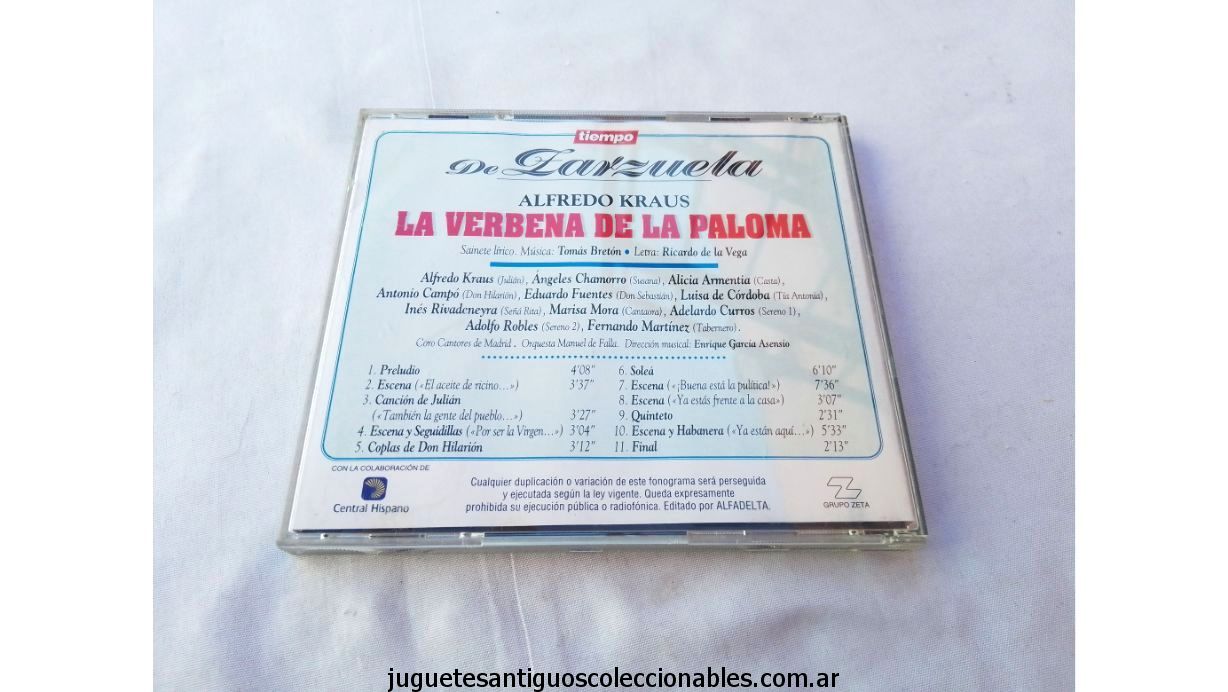 tiempo
De Zarzuela
ALFREDO KRAUS
LA VERBENA DE LA PALOMA
Sainete lírico. Música: Tomás Bretón • Letra: Ricardo de la Vega
Alfredo Kraus (Julián), Ángeles Chamorro (Susana), Alicia Armentia (Casta),
Antonio Campó (Don Hilarión), Eduardo Fuentes (Don Sebastián), Luisa de Córdoba (Tía Antonia),
Inés Rivadeneyra (Señá Rita), Marisa Mora (Cantaora), Adelardo Curros (Sereno 1),
Adolfo Robles (Sereno 2), Fernando Martínez (Tabernero).
Coro Cantores de Madrid. Orquesta Manuel de Falla. Dirección musical: Enrique García Asensio
1. Preludio 4'08"
2. Escena («El aceite de ricino...») 3'37"
3. Canción de Julián
(«También la gente del pueblo...») 3'27"
4. Escena y Seguidillas («Por ser la Virgen...») 3'04"
5. Coplas de Don Hilarión 3'12"
6. Soleá 6'10"
7. Escena («¡Buena está la pulítica!») 7'36"
8. Escena («Ya estás frente a la casa») 3'07"
9. Quinteto 2'31"
10. Escena y Habanera («Ya están aquí...») 5'33"
11. Final 2'13"
CON LA COLABORACIÓN DE
Central Hispano
Cualquier duplicación o variación de este fonograma será perseguida
y ejecutada según la ley vigente. Queda expresamente
prohibida su ejecución pública o radiofónica. Editado por ALFADELTA.
GRUPO ZETA
juguetesantiguoscoleccionables.com.ar